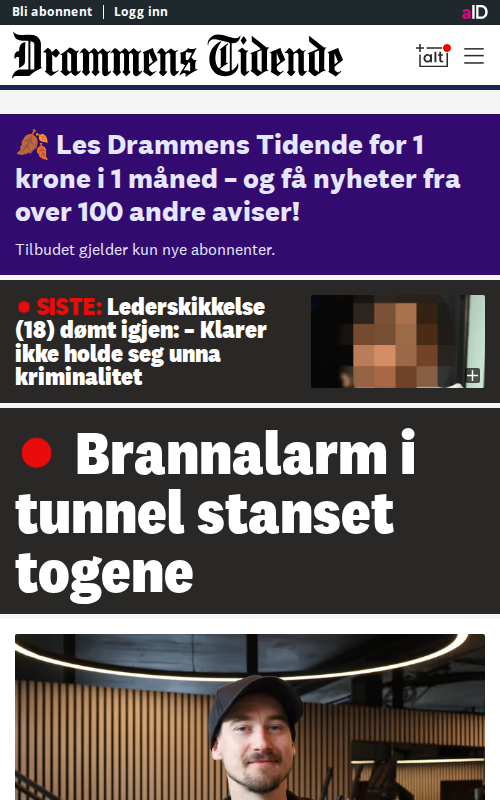 Bli abonnent | Logg inn
aID
Drammens Tidende
+alt
🍂 Les Drammens Tidende for 1
krone i 1 måned – og få nyheter fra
over 100 andre aviser!
Tilbudet gjelder kun nye abonnenter.
SISTE: Lederskikkelse
(18) dømt igjen: – Klarer
ikke holde seg unna
kriminalitet
Brannalarm i
tunnel stanset
togene